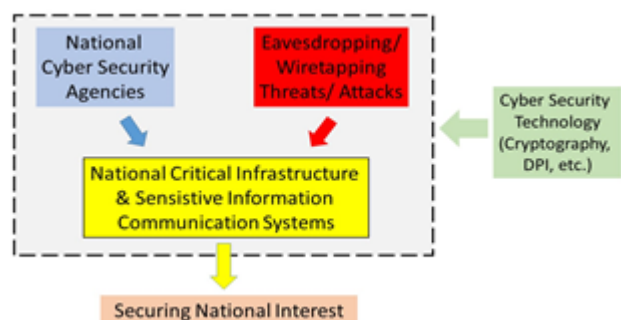 National
Cyber Security
Agencies
Eavesdropping/
Wiretapping
Threats/ Attacks
Cyber Security
Technology
(Cryptography,
DPI, etc.)
National Critical Infrastructure
& Sensistive Information
Communication Systems
Securing National Interest